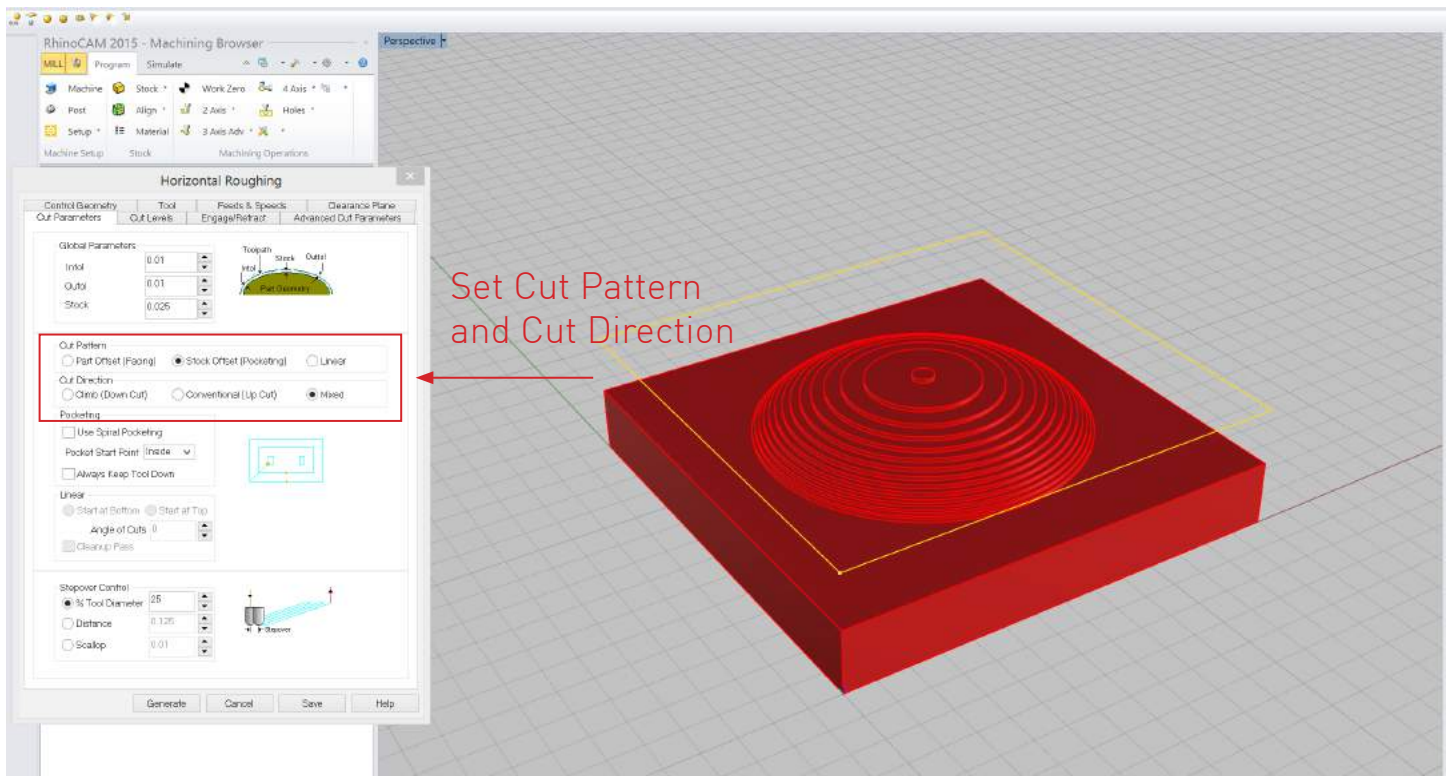 RhinoCAM 2015 - Machining Browser
Perspective
MILL Program Simulate
Machine Stock Work Zero 4 Axis
Post Align 2 Axis Holes
Setup Material 3 Axis Adv
Machine Setup Stock Machining Operations
Horizontal Roughing
Control Geometry Tool Feeds & Speeds Clearance Plane
Cut Parameters Cut Levels Engage/Retract Advanced Cut Parameters
Global Parameters
Intol 0.01
Outol 0.01
Stock 0.025
Toolpath
Stock Outtol
Intol
Part Geometry
Cut Pattern
Part Offset (Facing) Stock Offset (Pocketing) Linear
Cut Direction
Climb (Down Cut) Conventional (Up Cut) Mixed
Set Cut Pattern
and Cut Direction
Pocketing
Use Spiral Pocketing
Pocket Start Point Inside
Always Keep Tool Down
Linear
Start at Bottom Start at Top
Angle of Cuts 0
Cleanup Pass
Stepover Control
% Tool Diameter 25
Distance 0.125
Scallop 0.01
Stepover
Generate Cancel Save Help